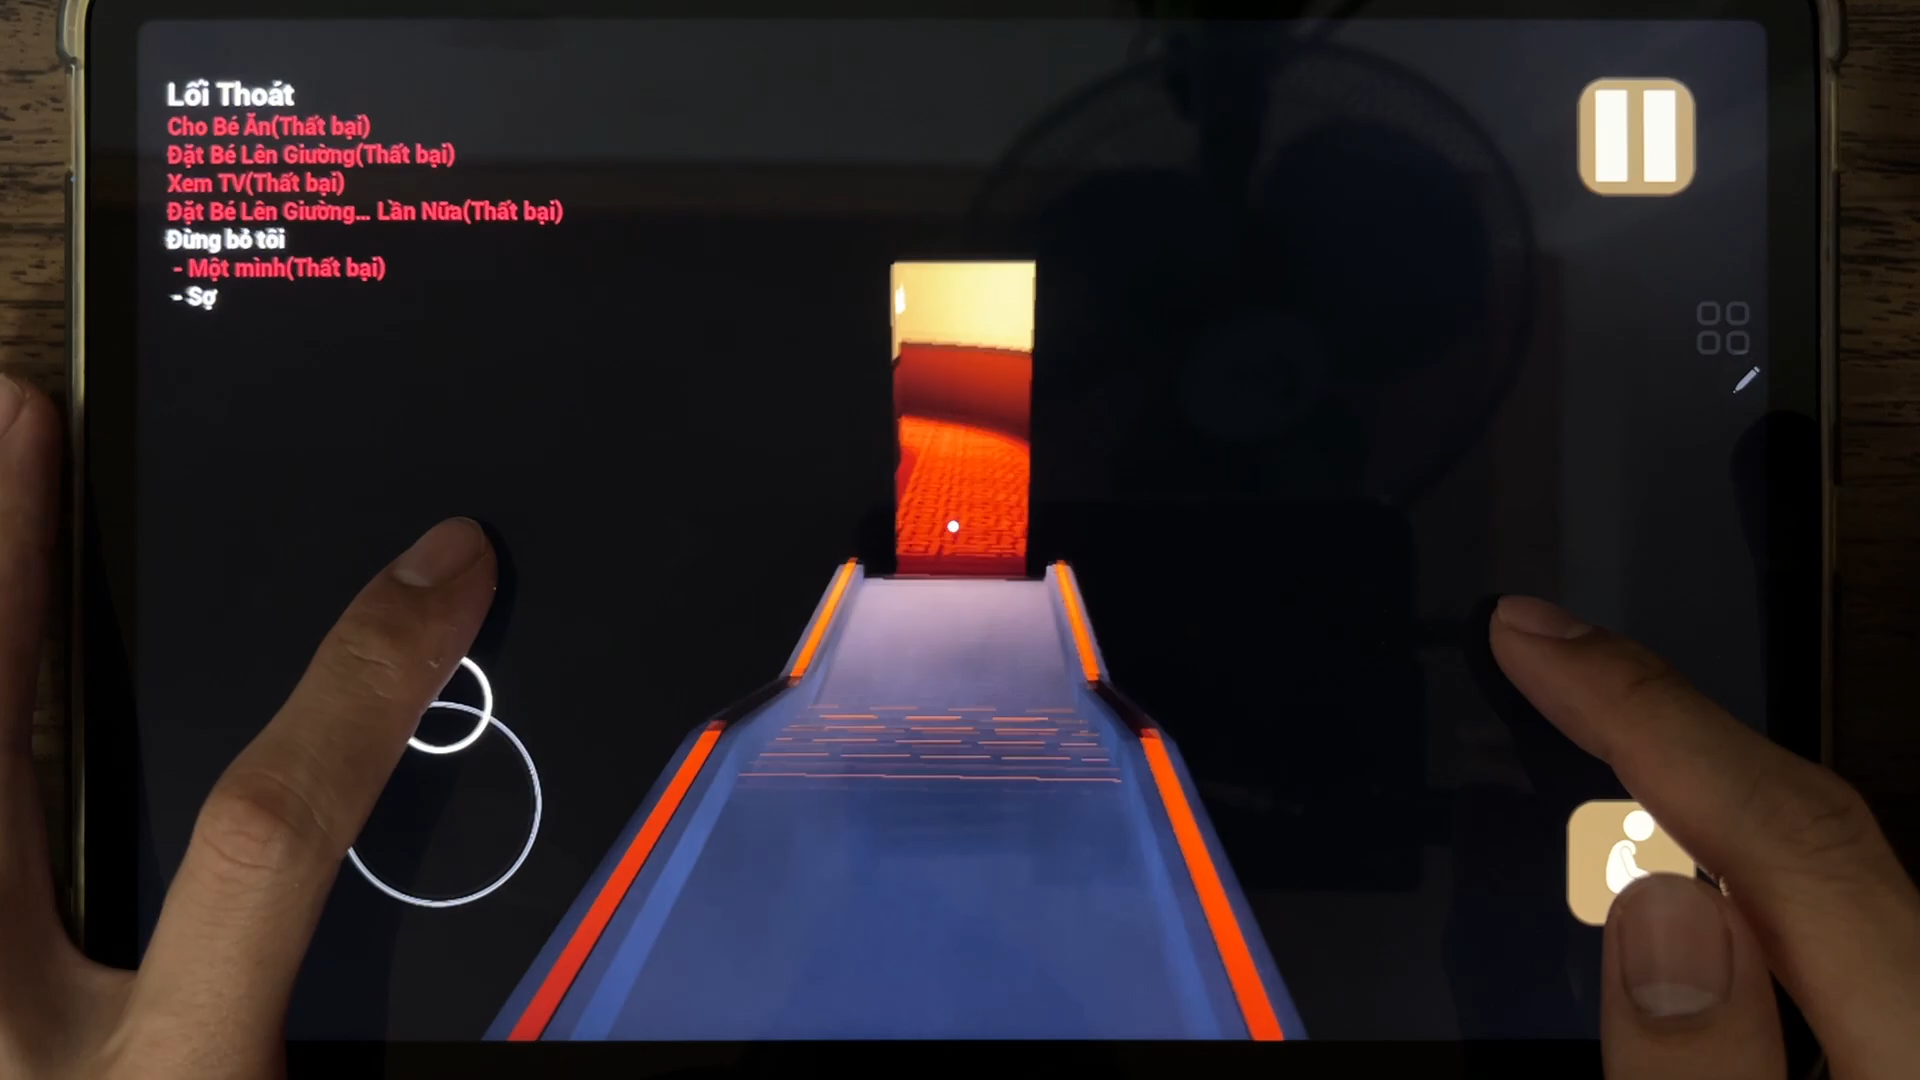 Lối Thoát
Cho Bé Ăn(Thất bại)
Đặt Bé Lên Giường(Thất bại)
Xem TV(Thất bại)
Đặt Bé Lên Giường... Lần Nữa(Thất bại)
Đừng bỏ tôi
- Một mình(Thất bại)
- Sợ